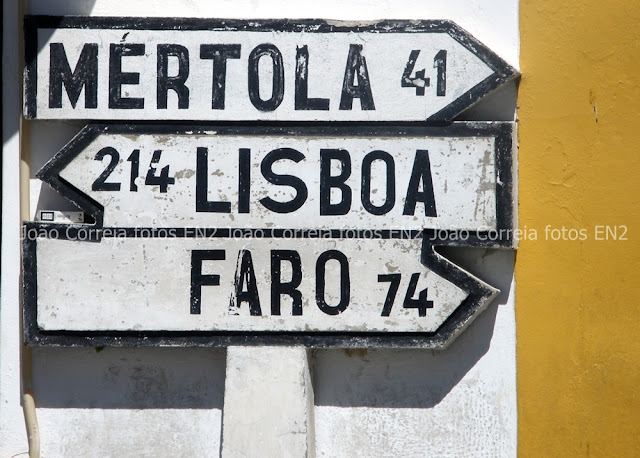 MÉRTOLA 41
214 LISBOA
João Correia fotos EN2 João Correia fotos EN2 João Correia fotos EN2
FARO 74